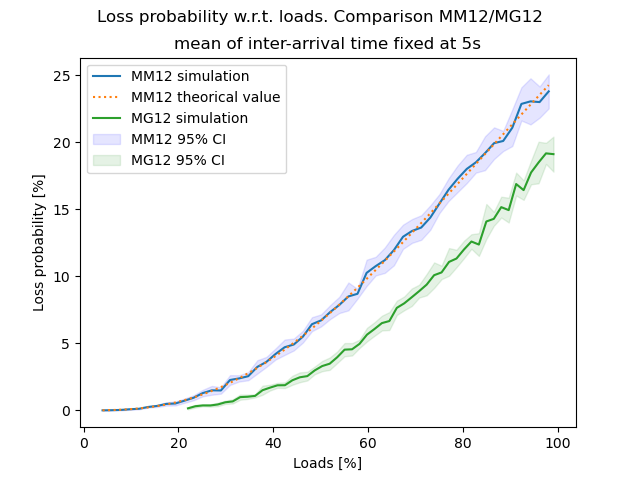 Loss probability w.r.t. loads. Comparison MM12/MG12
mean of inter-arrival time fixed at 5s
MM12 simulation
MM12 theorical value
MG12 simulation
MM12 95% CI
MG12 95% CI
Loss probability [%]
25
20
15
10
5
0
0 20 40 60 80 100
Loads [%]